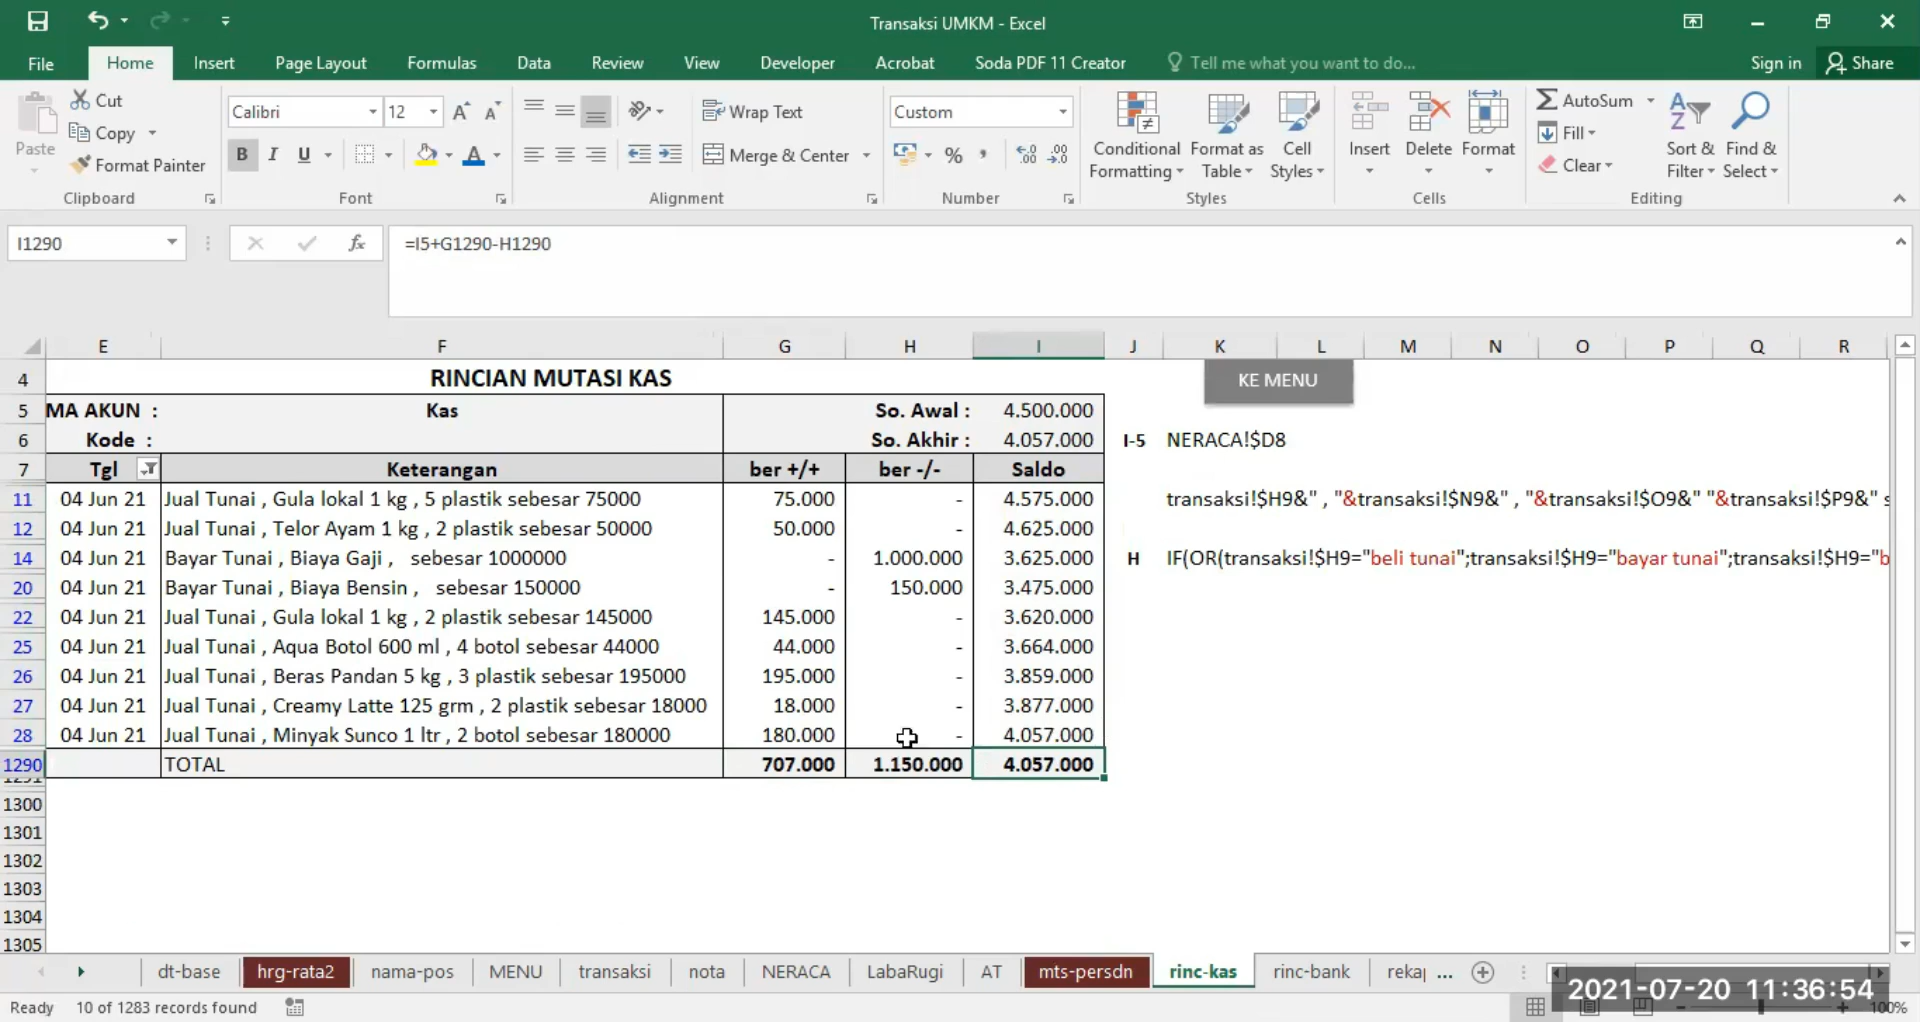 Transaksi UMKM - Excel
File Home Insert Page Layout Formulas Data Review View Developer Acrobat Soda PDF 11 Creator Tell me what you want to do... Sign in Share
Paste Cut Copy Format Painter
Clipboard
Calibri 12
B I U
Font
Wrap Text
Merge & Center
Alignment
Custom
%
Number
Conditional Formatting Format as Table Cell Styles
Styles
Insert Delete Format
Cells
AutoSum
Fill
Clear
Sort & Filter Find & Select
Editing
I1290 fx =I5+G1290-H1290
E F G H I J K L M N O P Q R
4 RINCIAN MUTASI KAS KE MENU
5 MA AKUN : Kas So. Awal : 4.500.000
6 Kode : So. Akhir : 4.057.000 I-5 NERACA!$D8
7 Tgl Keterangan ber +/+ ber -/- Saldo
11 04 Jun 21 Jual Tunai , Gula lokal 1 kg , 5 plastik sebesar 75000 75.000 - 4.575.000 transaksi!$H9&" , "&transaksi!$N9&" , "&transaksi!$O9&" "&transaksi!$P9&" s
12 04 Jun 21 Jual Tunai , Telor Ayam 1 kg , 2 plastik sebesar 50000 50.000 - 4.625.000
14 04 Jun 21 Bayar Tunai , Biaya Gaji , sebesar 1000000 - 1.000.000 3.625.000 H IF(OR(transaksi!$H9="beli tunai";transaksi!$H9="bayar tunai";transaksi!$H9="b
20 04 Jun 21 Bayar Tunai , Biaya Bensin , sebesar 150000 - 150.000 3.475.000
22 04 Jun 21 Jual Tunai , Gula lokal 1 kg , 2 plastik sebesar 145000 145.000 - 3.620.000
25 04 Jun 21 Jual Tunai , Aqua Botol 600 ml , 4 botol sebesar 44000 44.000 - 3.664.000
26 04 Jun 21 Jual Tunai , Beras Pandan 5 kg , 3 plastik sebesar 195000 195.000 - 3.859.000
27 04 Jun 21 Jual Tunai , Creamy Latte 125 grm , 2 plastik sebesar 18000 18.000 - 3.877.000
28 04 Jun 21 Jual Tunai , Minyak Sunco 1 ltr , 2 botol sebesar 180000 180.000 - 4.057.000
1290 TOTAL 707.000 1.150.000 4.057.000
1300
1301
1302
1303
1304
1305
dt-base hrg-rata2 nama-pos MENU transaksi nota NERACA LabaRugi AT mts-persdn rinc-kas rinc-bank reka ...
2021-07-20 11:36:54
Ready 10 of 1283 records found 100%